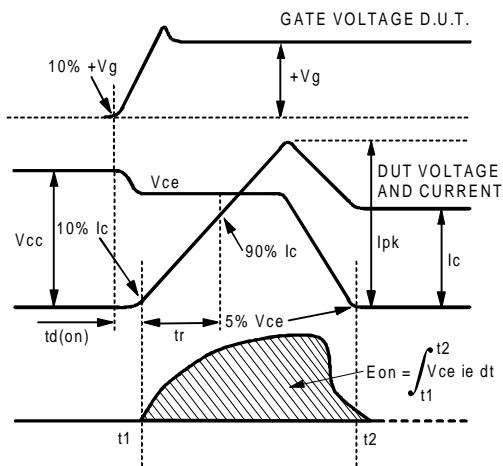 GATE VOLTAGE D.U.T.
10% +Vg
+Vg
Vce
DUT VOLTAGE
AND CURRENT
Vcc
10% Ic
90% Ic
Ipk
Ic
td(on)
tr
5% Vce
t2
Eon = ∫ Vce ie dt
t1
t1
t2